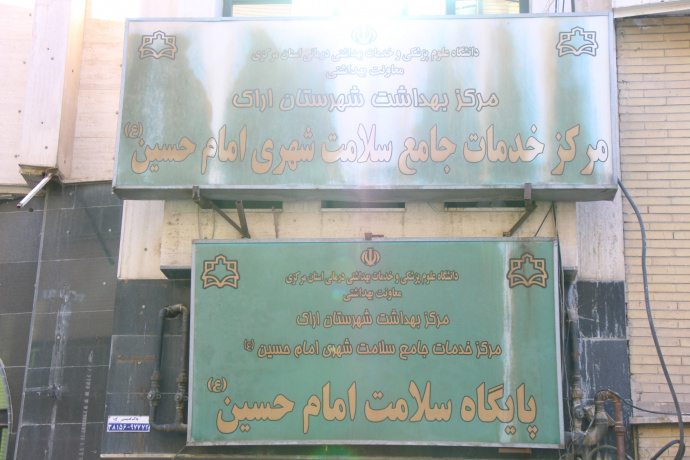 دانشگاه علوم پزشکی و خدمات بهداشتی درمانی استان مرکزی
معاونت بهداشتی
مرکز بهداشت شهرستان اراک
مرکز خدمات جامع سلامت شهری امام حسین (ع)
دانشگاه علوم پزشکی و خدمات بهداشتی درمانی استان مرکزی
معاونت بهداشتی
مرکز بهداشت شهرستان اراک
مرکز خدمات جامع سلامت شهری امام حسین (ع)
پایگاه سلامت امام حسین (ع)
۳۸۱۵۶-۹۷۶۶۴